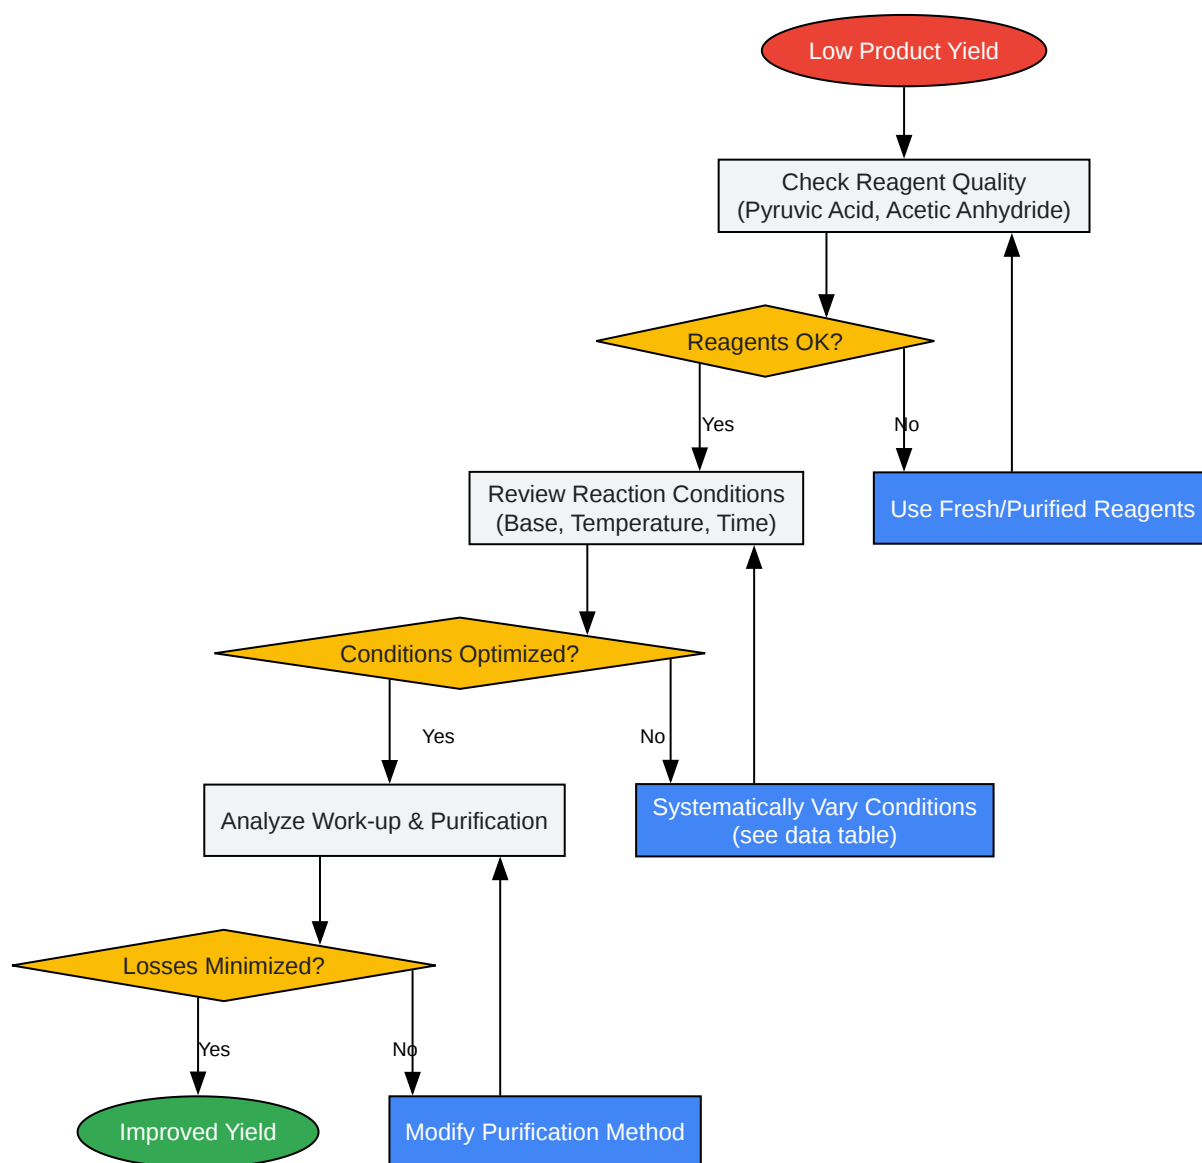 Low Product Yield
Check Reagent Quality
(Pyruvic Acid, Acetic Anhydride)
Reagents OK?
Yes
No
Review Reaction Conditions
(Base, Temperature, Time)
Use Fresh/Purified Reagents
Conditions Optimized?
Yes
No
Analyze Work-up & Purification
Systematically Vary Conditions
(see data table)
Losses Minimized?
Yes
No
Improved Yield
Modify Purification Method